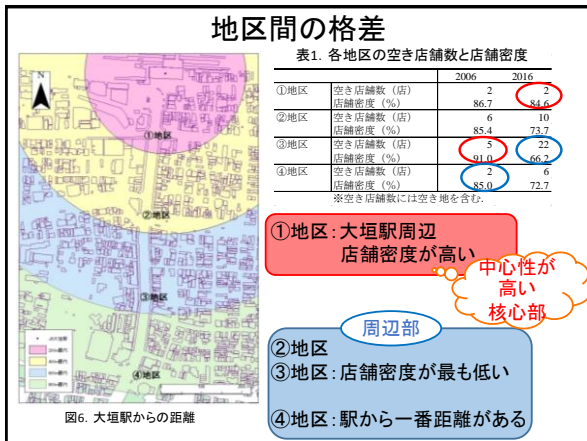 地区間の格差
表1. 各地区の空き店舗数と店舗密度
2006 2016
①地区 空き店舗数（店） 2 2
店舗密度（%） 86.7 84.6
②地区 空き店舗数（店） 6 10
店舗密度（%） 85.4 73.7
③地区 空き店舗数（店） 5 22
店舗密度（%） 91.0 66.2
④地区 空き店舗数（店） 2 6
店舗密度（%） 85.0 72.7
※空き店舗数には空き地を含む.
N
①地区
②地区
③地区
④地区
図6. 大垣駅からの距離
①地区：大垣駅周辺
店舗密度が高い
中心性が
高い
核心部
周辺部
②地区
③地区：店舗密度が最も低い
④地区：駅から一番距離がある